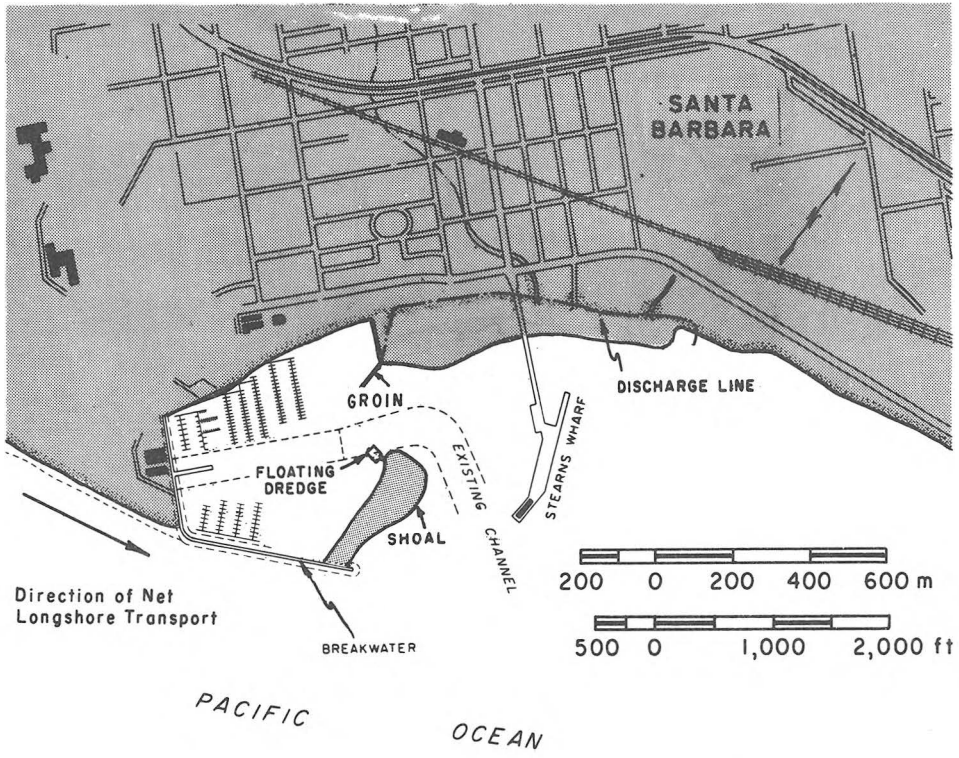 SANTA
BARBARA
DISCHARGE LINE
GROIN
FLOATING
DREDGE
EXISTING
CHANNEL
STEARNS WHARF
SHOAL
Direction of Net
Longshore Transport
BREAKWATER
200 0 200 400 600 m
500 0 1,000 2,000 ft
PACIFIC
OCEAN